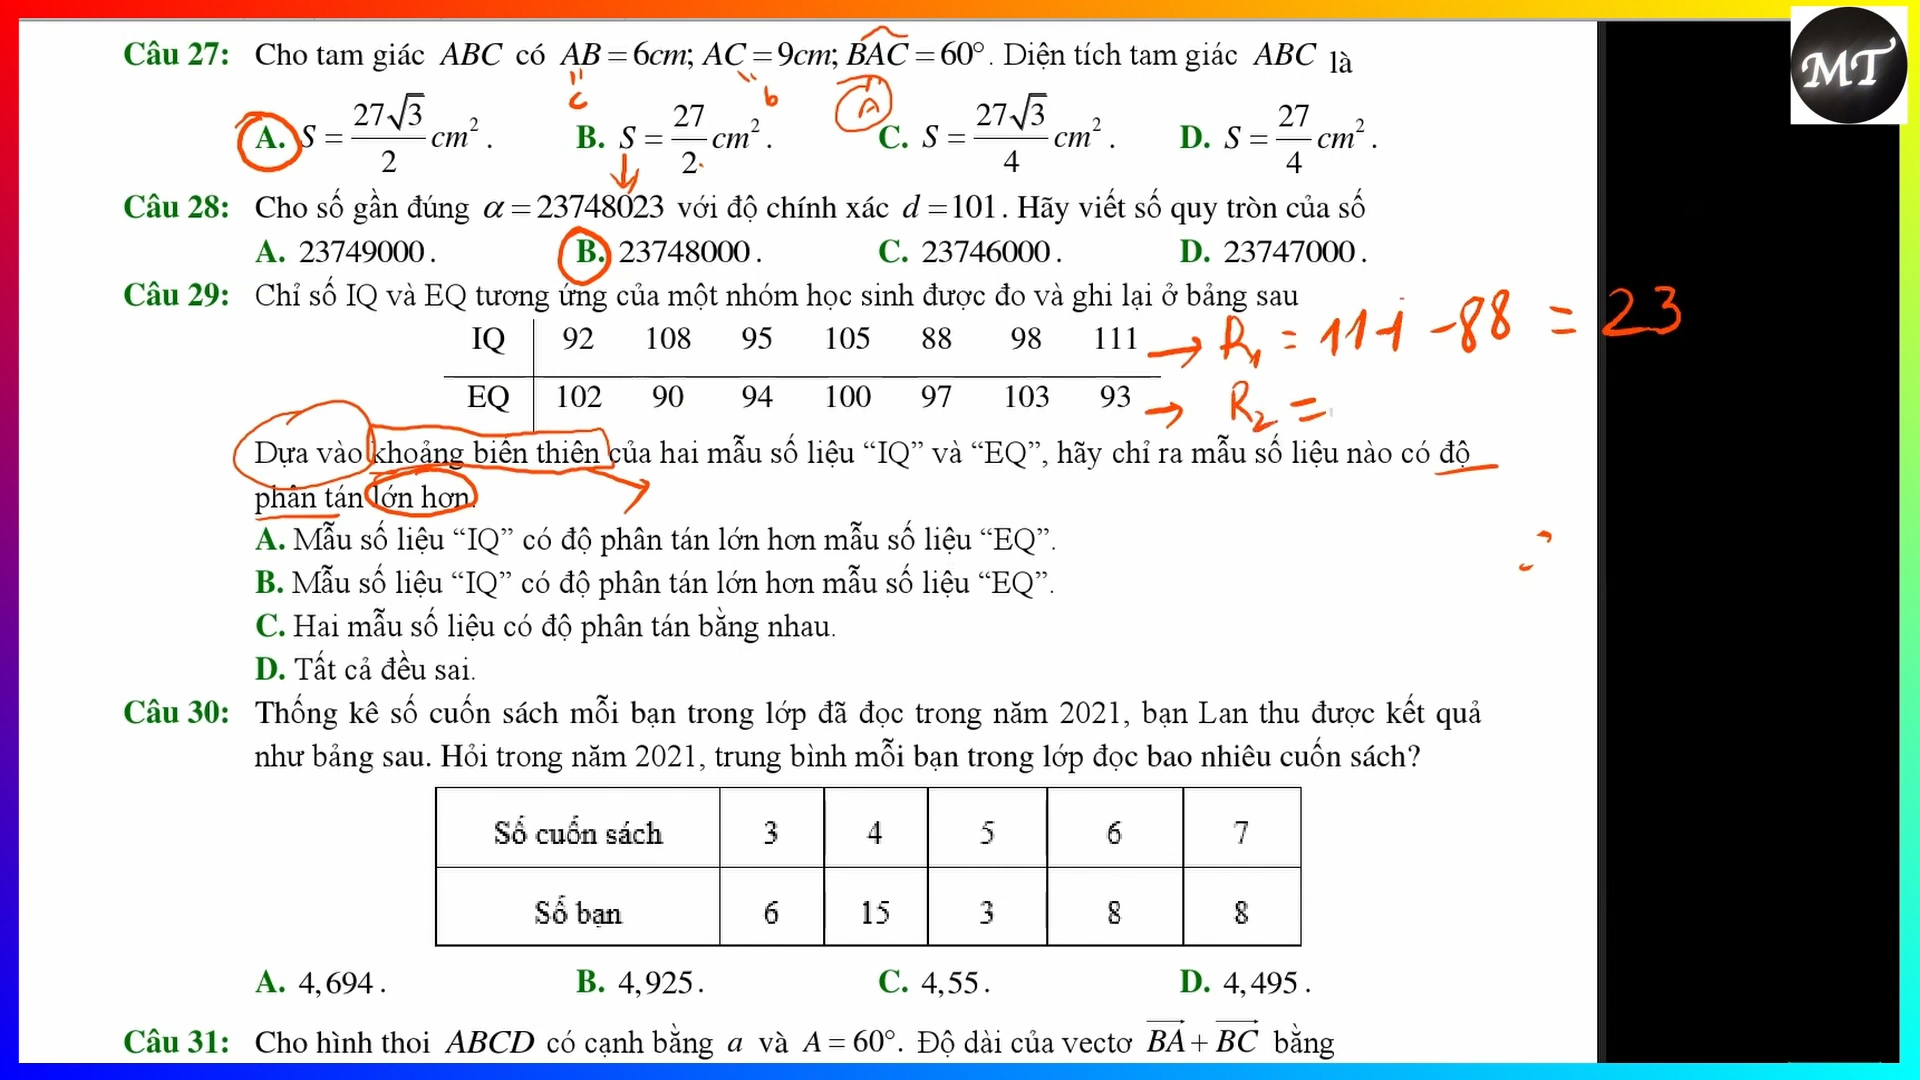 MT
Câu 27: Cho tam giác ABC có AB = 6cm; AC = 9cm; BAC = 60°. Diện tích tam giác ABC là
" c " b A
A. S = 27√3/2 cm². B. S = 27/2 cm². C. S = 27√3/4 cm². D. S = 27/4 cm².
Câu 28: Cho số gần đúng α = 23748023 với độ chính xác d = 101. Hãy viết số quy tròn của số
A. 23749000. B. 23748000. C. 23746000. D. 23747000.
Câu 29: Chỉ số IQ và EQ tương ứng của một nhóm học sinh được đo và ghi lại ở bảng sau
IQ 92 108 95 105 88 98 111 → R₁ = 111 - 88 = 23
EQ 102 90 94 100 97 103 93 → R₂ =
Dựa vào khoảng biến thiên của hai mẫu số liệu “IQ” và “EQ”, hãy chỉ ra mẫu số liệu nào có độ
phân tán lớn hơn.
A. Mẫu số liệu “IQ” có độ phân tán lớn hơn mẫu số liệu “EQ”.
B. Mẫu số liệu “IQ” có độ phân tán lớn hơn mẫu số liệu “EQ”.
C. Hai mẫu số liệu có độ phân tán bằng nhau.
D. Tất cả đều sai.
Câu 30: Thống kê số cuốn sách mỗi bạn trong lớp đã đọc trong năm 2021, bạn Lan thu được kết quả
như bảng sau. Hỏi trong năm 2021, trung bình mỗi bạn trong lớp đọc bao nhiêu cuốn sách?
Số cuốn sách 3 4 5 6 7
Số bạn 6 15 3 8 8
A. 4,694. B. 4,925. C. 4,55. D. 4,495.
Câu 31: Cho hình thoi ABCD có cạnh bằng a và A = 60°. Độ dài của vectơ BA + BC bằng